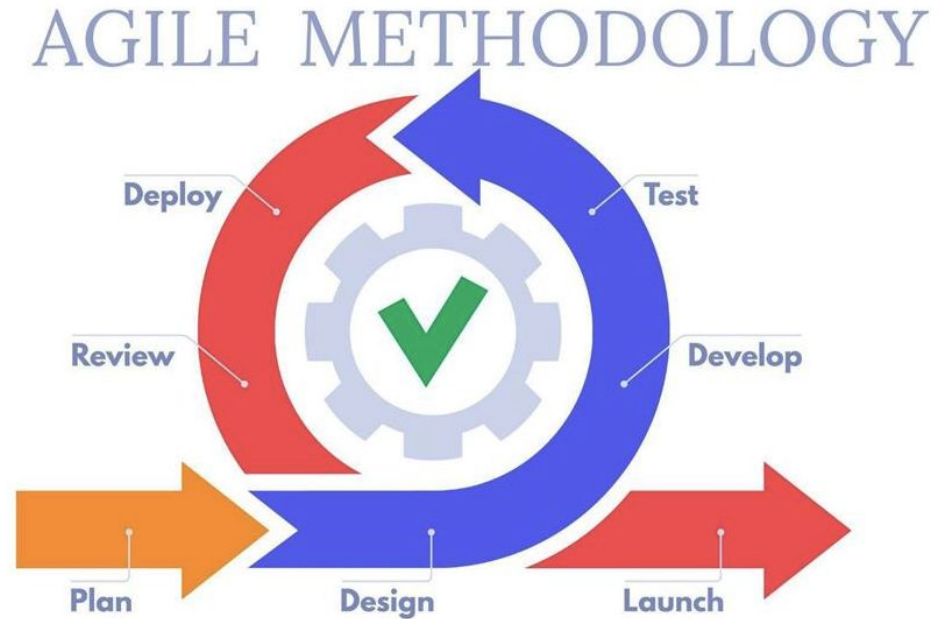 AGILE METHODOLOGY
Deploy
Test
Review
Develop
Plan
Design
Launch